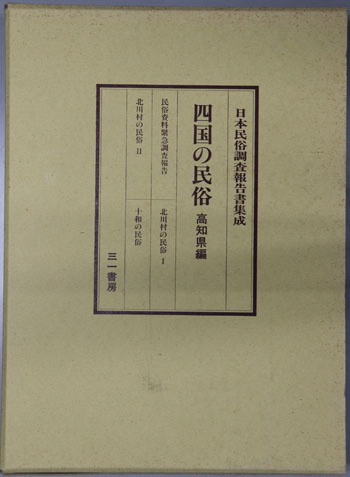 日本民俗調査報告書集成
四国の民俗 高知県編
民俗資料緊急調査報告
北川村の民俗 Ⅰ
北川村の民俗 Ⅱ
十和の民俗
三一書房